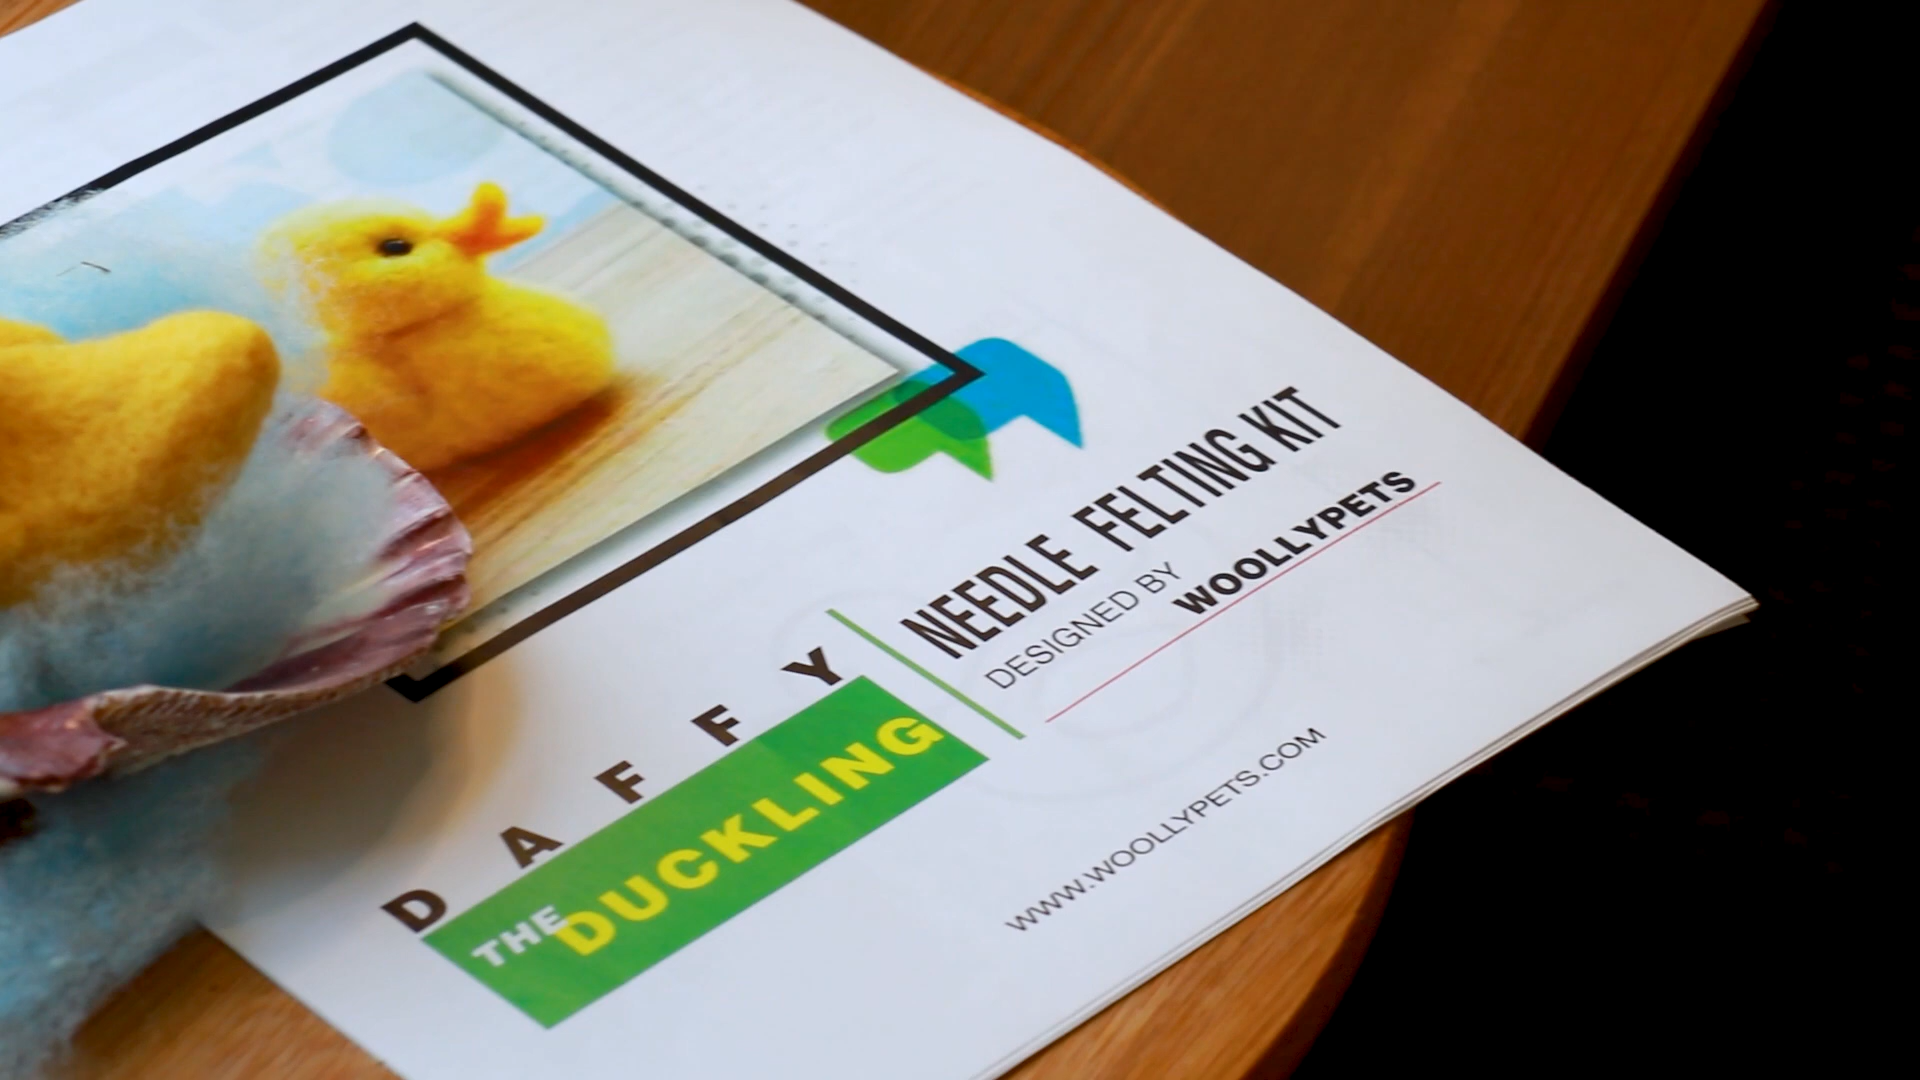 DAFFY
THE DUCKLING
NEEDLE FELTING KIT
DESIGNED BY WOOLLYPETS
WWW.WOOLLYPETS.COM